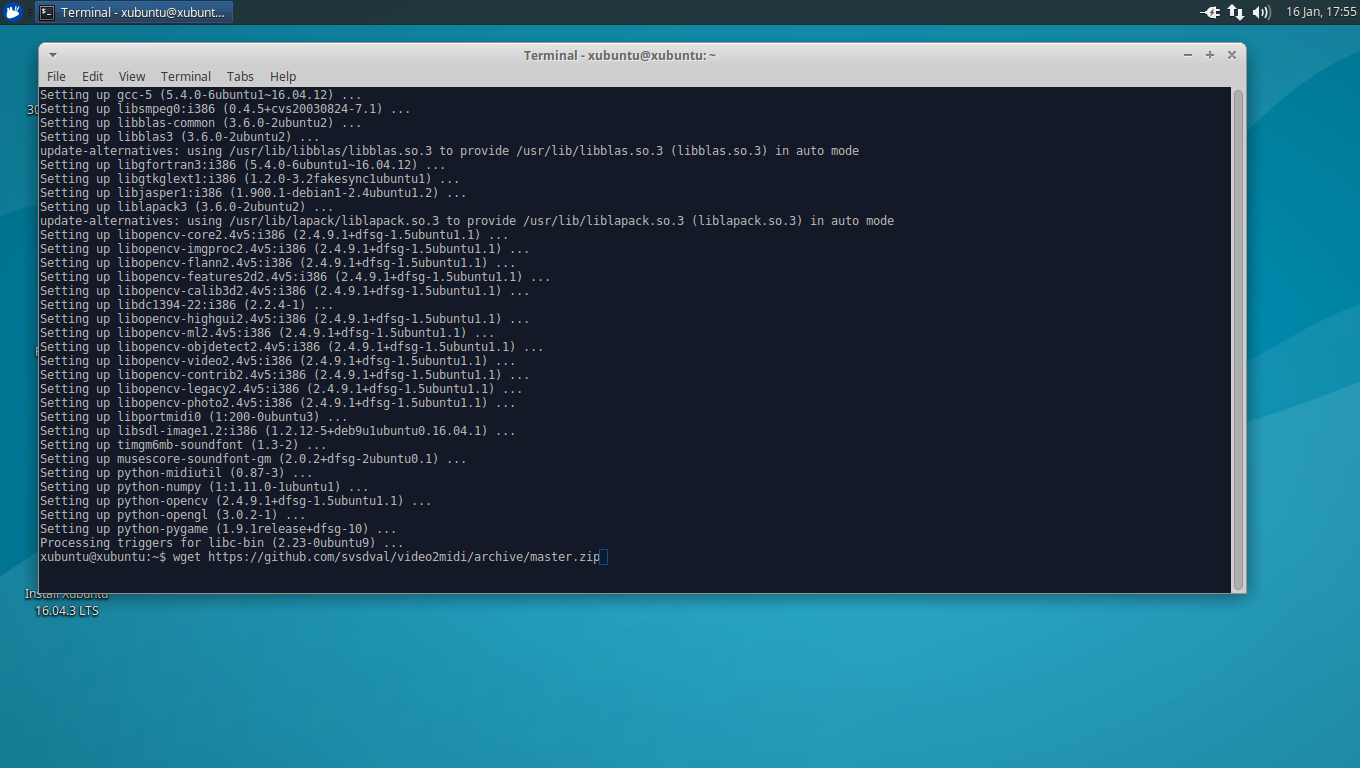 Terminal - xubuntu@xubunt...
16 Jan, 17:55
Terminal - xubuntu@xubuntu: ~
File Edit View Terminal Tabs Help
Setting up gcc-5 (5.4.0-6ubuntu1~16.04.12) ...
Setting up libsmpeg0:i386 (0.4.5+cvs20030824-7.1) ...
Setting up libblas-common (3.6.0-2ubuntu2) ...
Setting up libblas3 (3.6.0-2ubuntu2) ...
update-alternatives: using /usr/lib/libblas/libblas.so.3 to provide /usr/lib/libblas.so.3 (libblas.so.3) in auto mode
Setting up libgfortran3:i386 (5.4.0-6ubuntu1~16.04.12) ...
Setting up libgtkglext1:i386 (1.2.0-3.2fakesync1ubuntu1) ...
Setting up libjasper1:i386 (1.900.1-debian1-2.4ubuntu1.2) ...
Setting up liblapack3 (3.6.0-2ubuntu2) ...
update-alternatives: using /usr/lib/lapack/liblapack.so.3 to provide /usr/lib/liblapack.so.3 (liblapack.so.3) in auto mode
Setting up libopencv-core2.4v5:i386 (2.4.9.1+dfsg-1.5ubuntu1.1) ...
Setting up libopencv-imgproc2.4v5:i386 (2.4.9.1+dfsg-1.5ubuntu1.1) ...
Setting up libopencv-flann2.4v5:i386 (2.4.9.1+dfsg-1.5ubuntu1.1) ...
Setting up libopencv-features2d2.4v5:i386 (2.4.9.1+dfsg-1.5ubuntu1.1) ...
Setting up libopencv-calib3d2.4v5:i386 (2.4.9.1+dfsg-1.5ubuntu1.1) ...
Setting up libdc1394-22:i386 (2.2.4-1) ...
Setting up libopencv-highgui2.4v5:i386 (2.4.9.1+dfsg-1.5ubuntu1.1) ...
Setting up libopencv-ml2.4v5:i386 (2.4.9.1+dfsg-1.5ubuntu1.1) ...
Setting up libopencv-objdetect2.4v5:i386 (2.4.9.1+dfsg-1.5ubuntu1.1) ...
Setting up libopencv-video2.4v5:i386 (2.4.9.1+dfsg-1.5ubuntu1.1) ...
Setting up libopencv-contrib2.4v5:i386 (2.4.9.1+dfsg-1.5ubuntu1.1) ...
Setting up libopencv-legacy2.4v5:i386 (2.4.9.1+dfsg-1.5ubuntu1.1) ...
Setting up libopencv-photo2.4v5:i386 (2.4.9.1+dfsg-1.5ubuntu1.1) ...
Setting up libportmidi0 (1:200-0ubuntu3) ...
Setting up libsdl-image1.2:i386 (1.2.12-5+deb9u1ubuntu0.16.04.1) ...
Setting up timgm6mb-soundfont (1.3-2) ...
Setting up musescore-soundfont-gm (2.0.2+dfsg-2ubuntu0.1) ...
Setting up python-midiutil (0.87-3) ...
Setting up python-numpy (1:1.11.0-1ubuntu1) ...
Setting up python-opencv (2.4.9.1+dfsg-1.5ubuntu1.1) ...
Setting up python-opengl (3.0.2-1) ...
Setting up python-pygame (1.9.1release+dfsg-10) ...
Processing triggers for libc-bin (2.23-0ubuntu9) ...
xubuntu@xubuntu:~$ wget https://github.com/svsdval/video2midi/archive/master.zip
Install Xubuntu
16.04.3 LTS